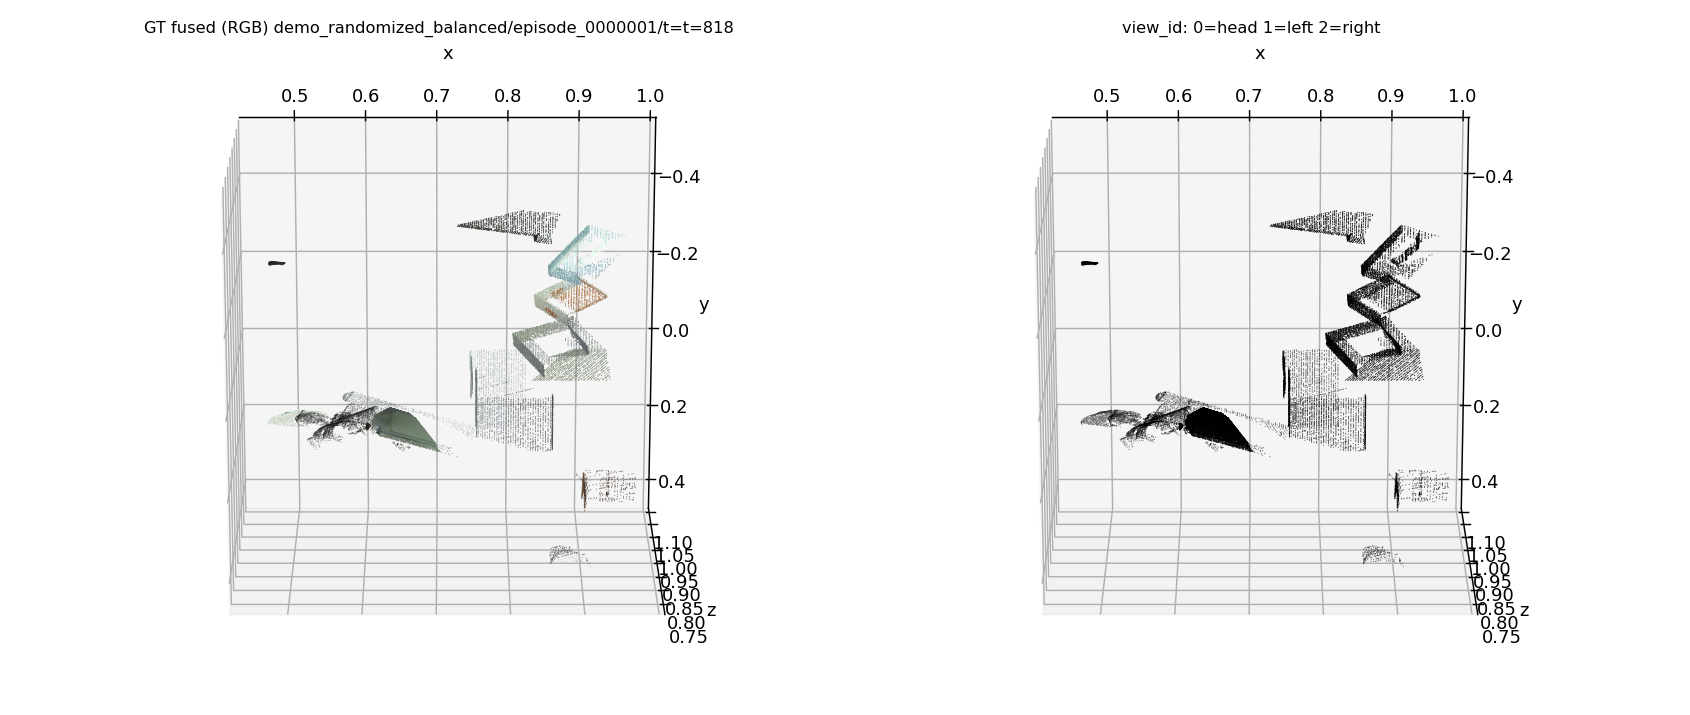 GT fused (RGB) demo_randomized_balanced/episode_0000001/t=t=818
x
0.5 0.6 0.7 0.8 0.9 1.0
−0.4
−0.2
y
0.0
0.2
0.4
1.10
1.05
1.00
0.95
0.90
0.85 z
0.80
0.75
view_id: 0=head 1=left 2=right
x
0.5 0.6 0.7 0.8 0.9 1.0
−0.4
−0.2
y
0.0
0.2
0.4
1.10
1.05
1.00
0.95
0.90
0.85 z
0.80
0.75